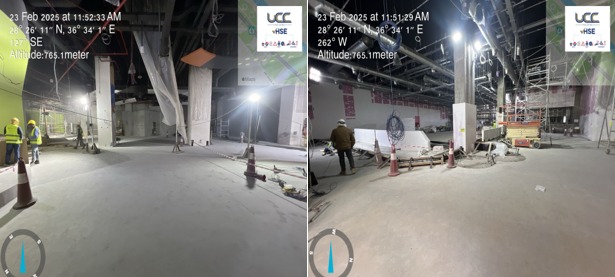 23 Feb 2025 at 11:52:33 AM
28° 26' 11" N, 36° 34' 1" E
127° SE
Altitude:765.1meter
UCC
HSE
23 Feb 2025 at 11:51:29 AM
28° 26' 11" N, 36° 34' 1" E
262° W
Altitude:765.1meter
UCC
HSE